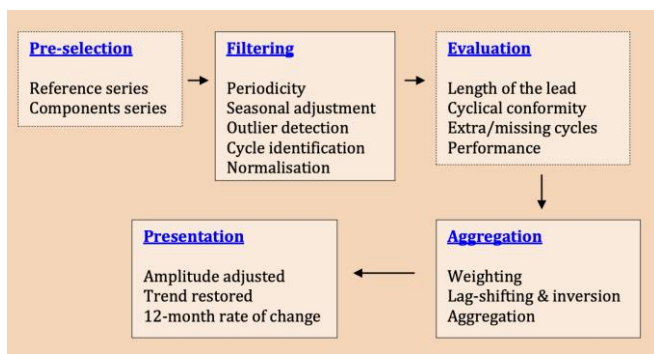 Pre-selection
Reference series
Components series
Filtering
Periodicity
Seasonal adjustment
Outlier detection
Cycle identification
Normalisation
Evaluation
Length of the lead
Cyclical conformity
Extra/missing cycles
Performance
Aggregation
Weighting
Lag-shifting & inversion
Aggregation
Presentation
Amplitude adjusted
Trend restored
12-month rate of change